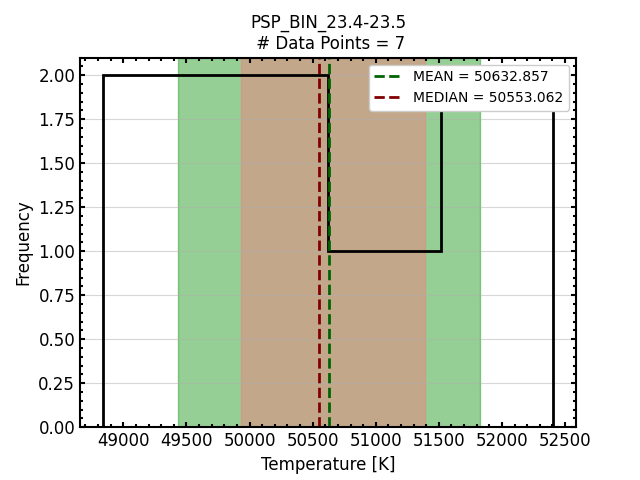 PSP_BIN_23.4-23.5
# Data Points = 7
MEAN = 50632.857
MEDIAN = 50553.062
2.00
1.75
1.50
1.25
1.00
0.75
0.50
0.25
0.00
Frequency
49000 49500 50000 50500 51000 51500 52000 52500
Temperature [K]